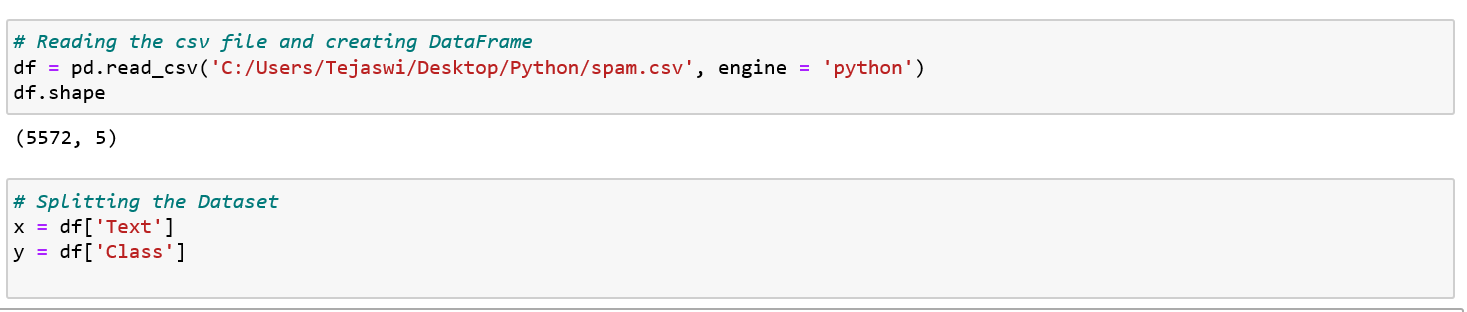 # Reading the csv file and creating DataFrame
df = pd.read_csv('C:/Users/Tejaswi/Desktop/Python/spam.csv', engine = 'python')
df.shape
(5572, 5)
# Splitting the Dataset
x = df['Text']
y = df['Class']